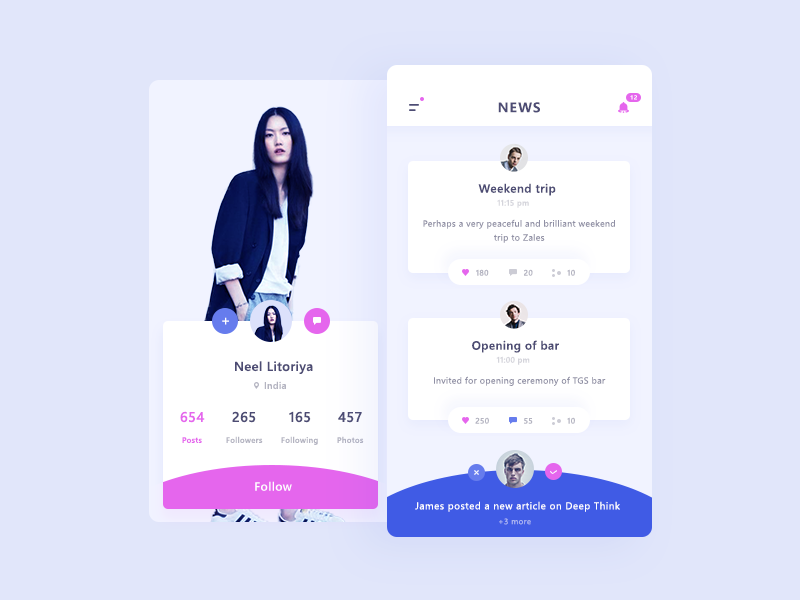 Neel Litoriya
India
654 265 165 457
Posts Followers Following Photos
Follow
12
NEWS
Weekend trip
11:15 pm
Perhaps a very peaceful and brilliant weekend
trip to Zales
180 20 10
Opening of bar
11:00 pm
Invited for opening ceremony of TGS bar
250 55 10
James posted a new article on Deep Think
+3 more